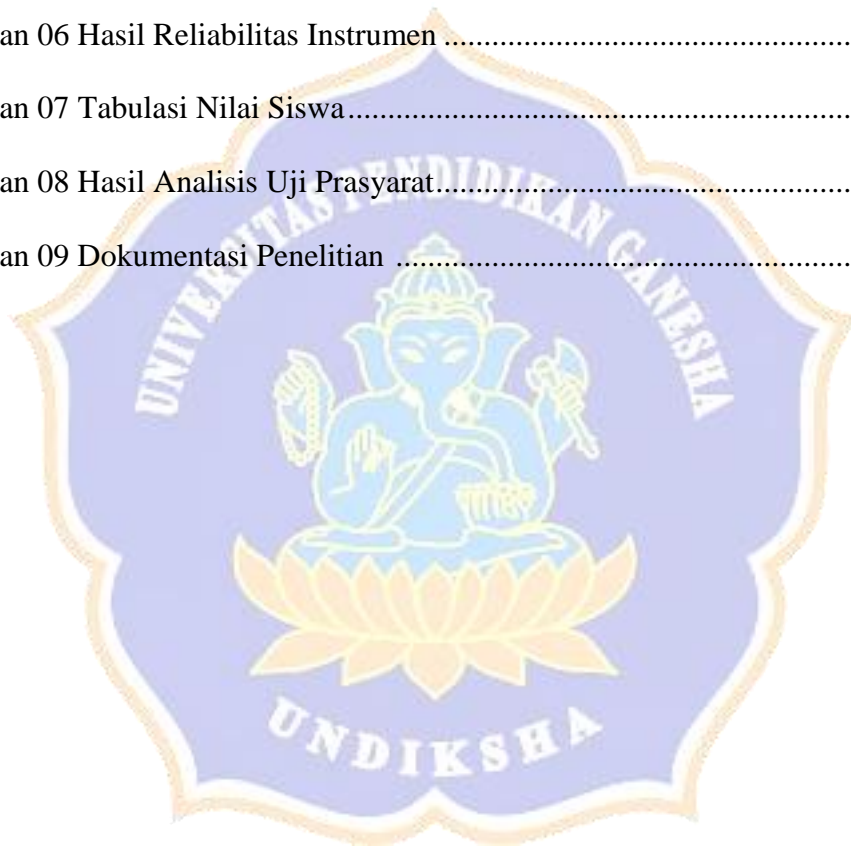 an 06 Hasil Reliabilitas Instrumen ....................................................
an 07 Tabulasi Nilai Siswa................................................................
an 08 Hasil Analisis Uji Prasyarat.....................................................
an 09 Dokumentasi Penelitian ..........................................................
UNIVERSITAS PENDIDIKAN GANESHA
UNDIKSHA